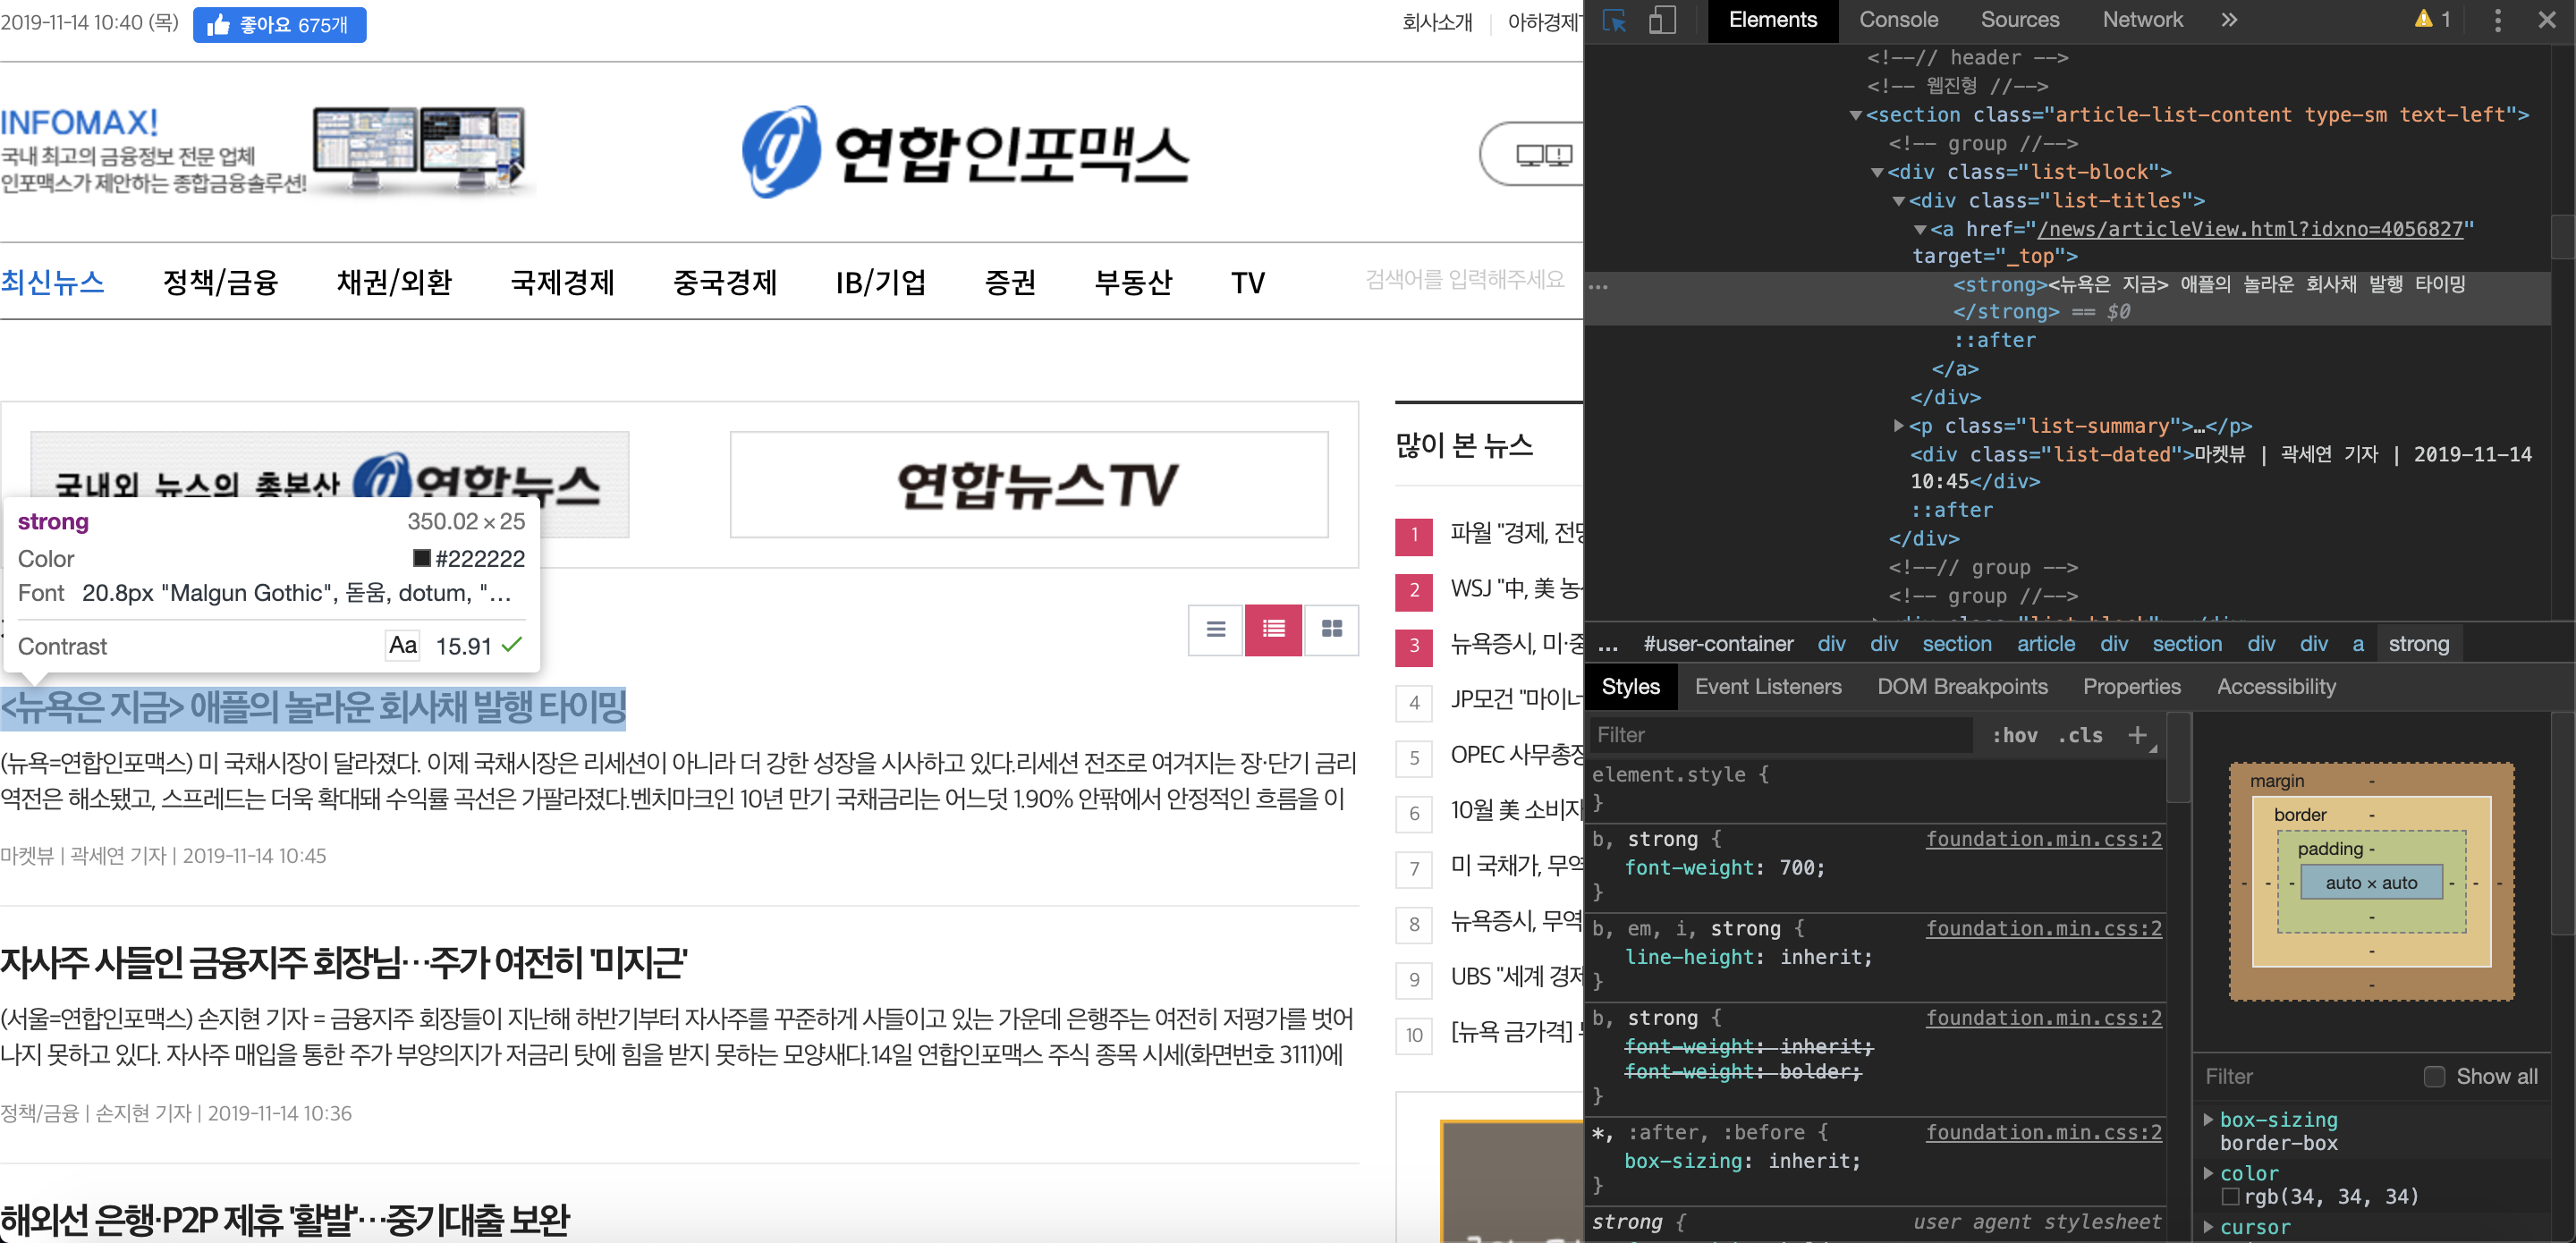 2019-11-14 10:40 (목)
좋아요 675개
회사소개
INFOMAX!
국내 최고의 금융정보 전문 업체
인포맥스가 제안하는 종합금융솔루션!
연합인포맥스
최신뉴스 정책/금융 채권/외환 국제경제 중국경제 IB/기업 증권 부동산 TV 검색어를 입력해주세요
국내외 뉴스의 총본산 연합뉴스
연합뉴스TV
strong 350.02 × 25
Color #222222
Font 20.8px "Malgun Gothic", 돋움, dotum, "...
Contrast Aa 15.91
<뉴욕은 지금> 애플의 놀라운 회사채 발행 타이밍
(뉴욕=연합인포맥스) 미 국채시장이 달라졌다. 이제 국채시장은 리세션이 아니라 더 강한 성장을 시사하고 있다.리세션 전조로 여겨지는 장·단기 금리
역전은 해소됐고, 스프레드는 더욱 확대돼 수익률 곡선은 가팔라졌다.벤치마크인 10년 만기 국채금리는 어느덧 1.90% 안팎에서 안정적인 흐름을 이
마켓뷰 | 곽세연 기자 | 2019-11-14 10:45
자사주 사들인 금융지주 회장님…주가 여전히 '미지근'
(서울=연합인포맥스) 손지현 기자 = 금융지주 회장들이 지난해 하반기부터 자사주를 꾸준하게 사들이고 있는 가운데 은행주는 여전히 저평가를 벗어
나지 못하고 있다. 자사주 매입을 통한 주가 부양의지가 저금리 탓에 힘을 받지 못하는 모양새다.14일 연합인포맥스 주식 종목 시세(화면번호 3111)에
정책/금융 | 손지현 기자 | 2019-11-14 10:36
해외선 은행·P2P 제휴 '활발'…중기대출 보완
많이 본 뉴스
1 파월 "경제,
2 WSJ "中, 美
3 뉴욕증시,
4 JP모건
5 OPEC
6 10월 美
7 미 국채가,
8 뉴욕증시,
9 UBS "세계
10 [뉴욕 금가격]
Elements Console Sources Network » 1
<!--// header -->
<!-- 웹진형 //-->
<section class="article-list-content type-sm text-left">
<!-- group //-->
<div class="list-block">
<div class="list-titles">
<a href="/news/articleView.html?idxno=4056827"
target="_top">
... <strong><뉴욕은 지금> 애플의 놀라운 회사채 발행 타이밍
</strong> == $0
::after
</a>
</div>
<p class="list-summary">…</p>
<div class="list-dated">마켓뷰 | 곽세연 기자 | 2019-11-14
10:45</div>
::after
</div>
<!--// group -->
<!-- group //-->
... #user-container div div section article div section div div a strong
Styles Event Listeners DOM Breakpoints Properties Accessibility
Filter :hov .cls +
element.style {
}
b, strong { foundation.min.css:2
font-weight: 700;
}
b, em, i, strong { foundation.min.css:2
line-height: inherit;
}
b, strong { foundation.min.css:2
font-weight: inherit;
font-weight: bolder;
}
*, :after, :before { foundation.min.css:2
box-sizing: inherit;
}
strong { user agent stylesheet
margin -
border -
padding -
- - - auto × auto - - -
-
-
-
Filter Show all
box-sizing
border-box
color
rgb(34, 34, 34)
cursor